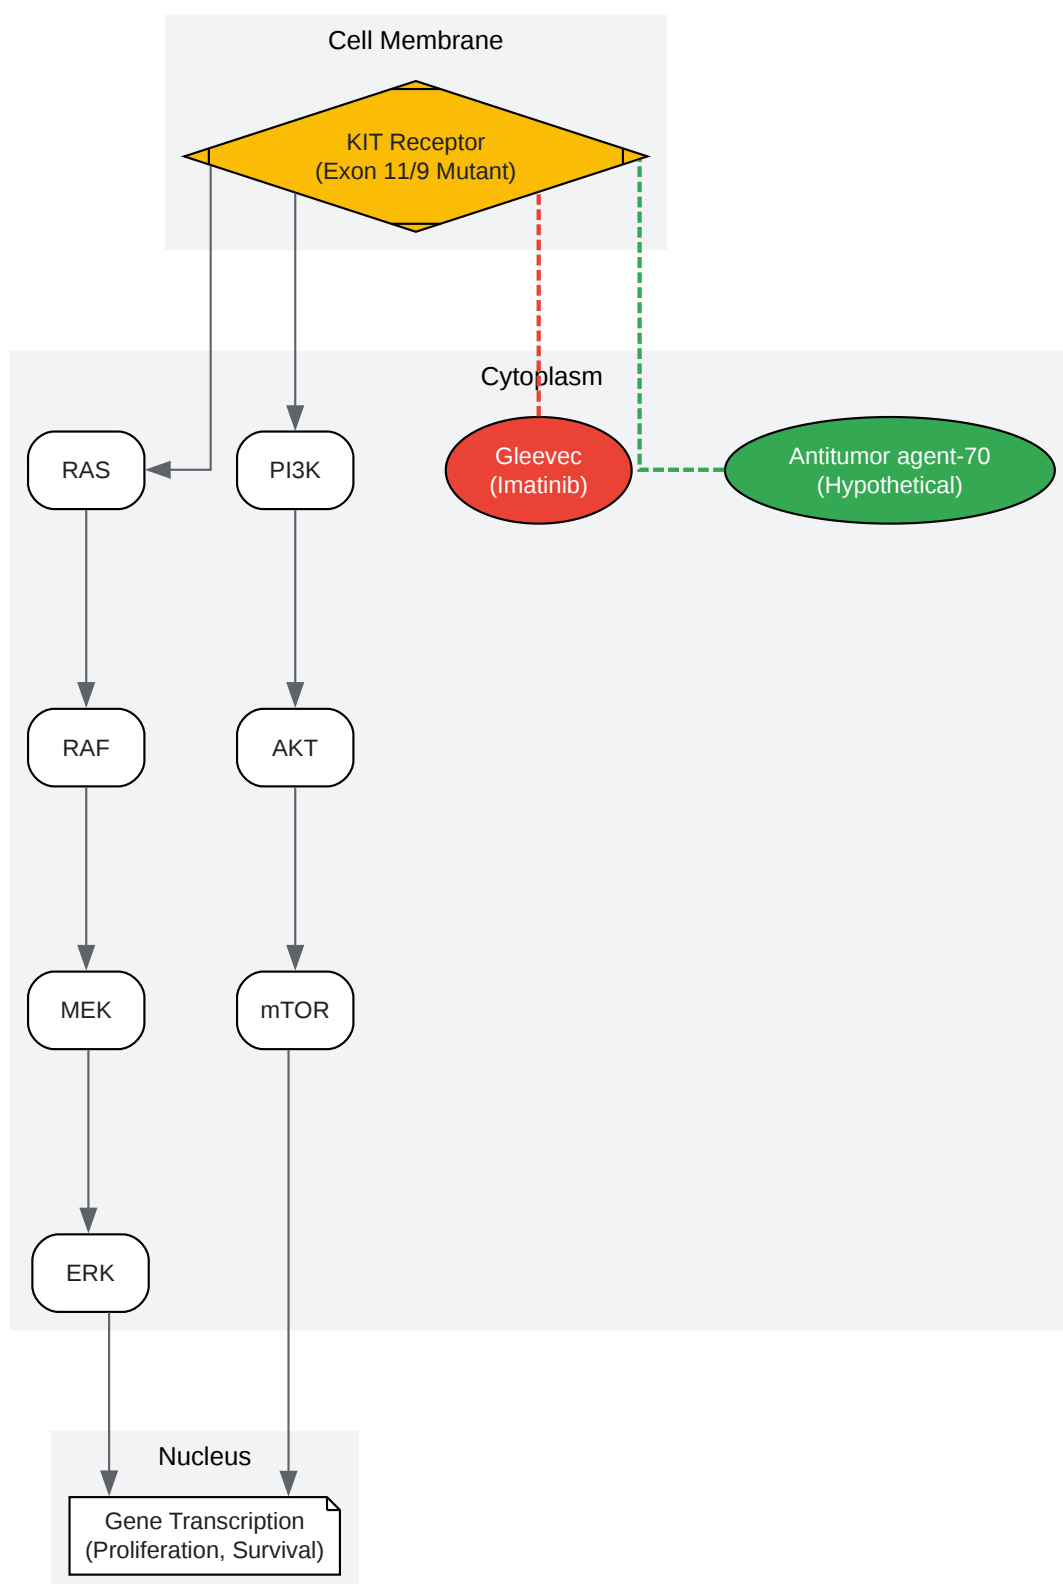 Cell Membrane
KIT Receptor
(Exon 11/9 Mutant)
Cytoplasm
RAS
PI3K
Gleevec
(Imatinib)
Antitumor agent-70
(Hypothetical)
RAF
AKT
MEK
mTOR
ERK
Nucleus
Gene Transcription
(Proliferation, Survival)